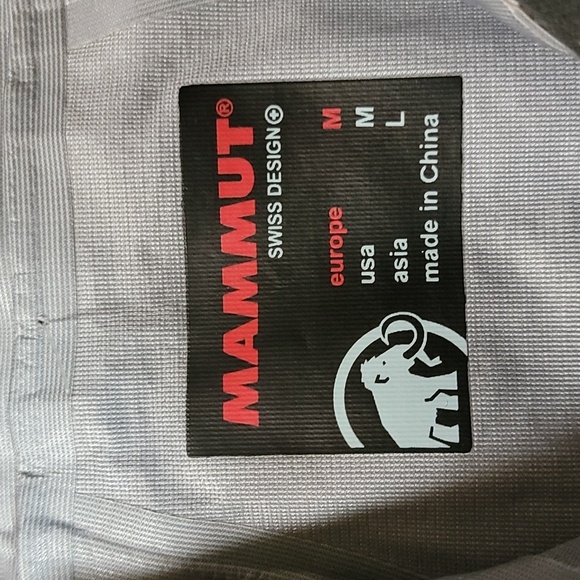 MAMMUT®
SWISS DESIGN
europe M
usa M
asia L
made in China